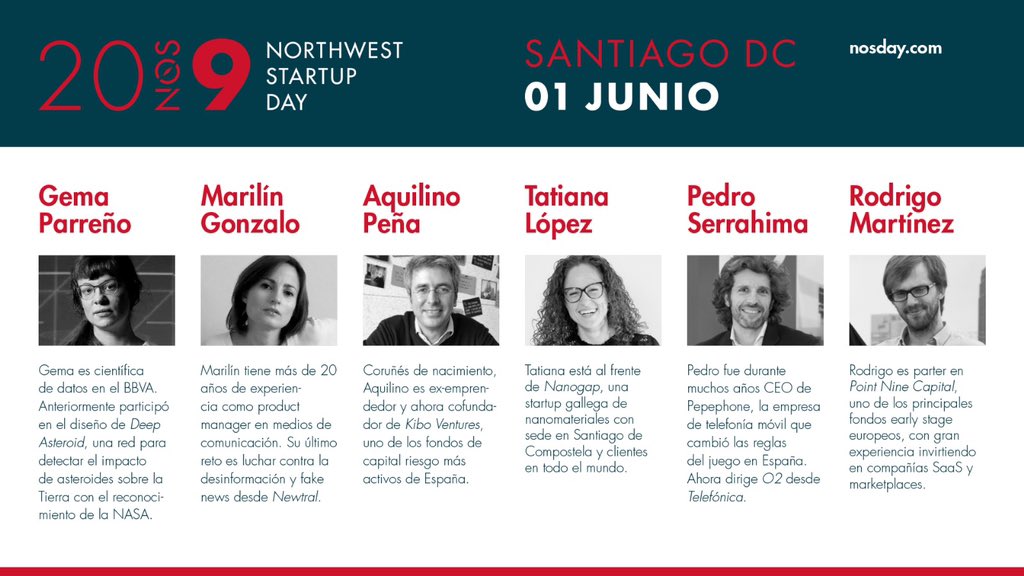 20 NOS 9
NORTHWEST
STARTUP
DAY
SANTIAGO DC
01 JUNIO
nosday.com
Gema
Parreño
Gema es científica
de datos en el BBVA.
Anteriormente participó
en el diseño de Deep
Asteroid, una red para
detectar el impacto
de asteroides sobre la
Tierra con el reconoci-
miento de la NASA.
Marilín
Gonzalo
Marilín tiene más de 20
años de experien-
cia como product
manager en medios de
comunicación. Su último
reto es luchar contra la
desinformación y fake
news desde Newtral.
Aquilino
Peña
Coruñés de nacimiento,
Aquilino es ex-empren-
dedor y ahora cofunda-
dor de Kibo Ventures,
uno de los fondos de
capital riesgo más
activos de España.
Tatiana
López
Tatiana está al frente
de Nanogap, una
startup gallega de
nanomateriales con
sede en Santiago de
Compostela y clientes
en todo el mundo.
Pedro
Serrahima
Pedro fue durante
muchos años CEO de
Pepephone, la empresa
de telefonía móvil que
cambió las reglas
del juego en España.
Ahora dirige O2 desde
Telefónica.
Rodrigo
Martínez
Rodrigo es parter en
Point Nine Capital,
uno de los principales
fondos early stage
europeos, con gran
experiencia invirtiendo
en compañías SaaS y
marketplaces.